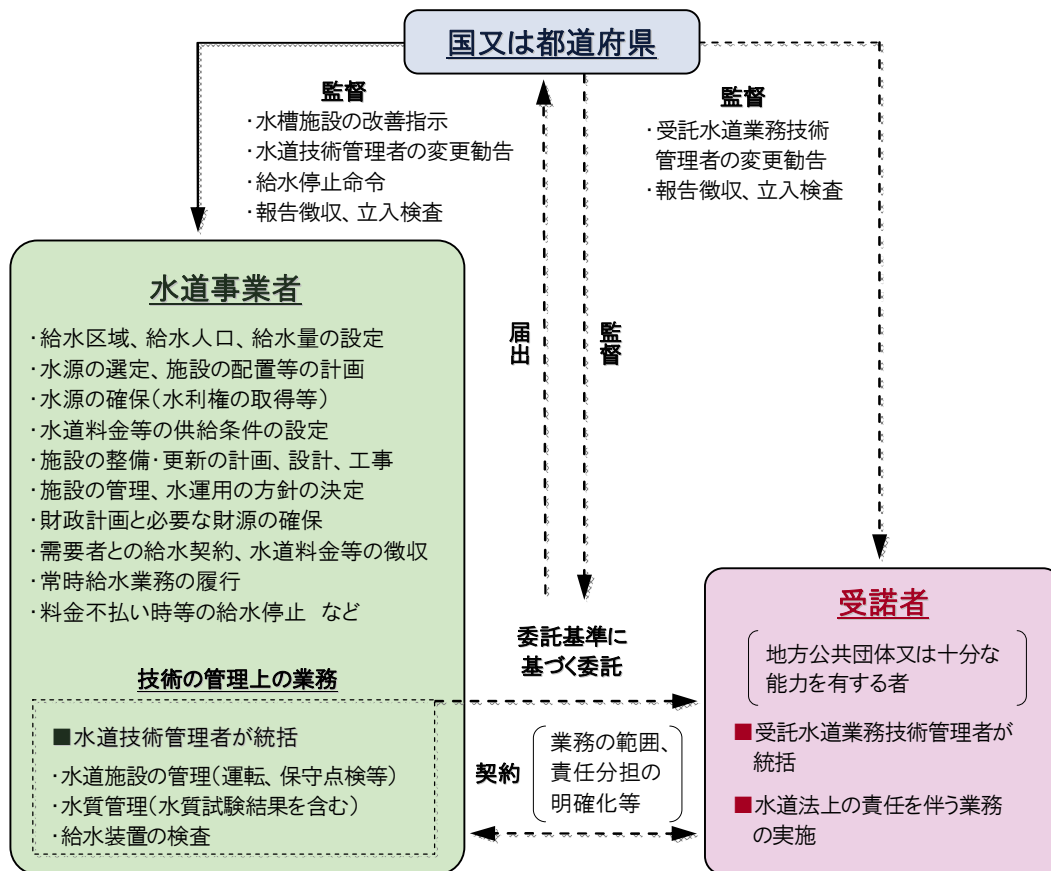 国又は都道府県
監督
・水槽施設の改善指示
・水道技術管理者の変更勧告
・給水停止命令
・報告徴収、立入検査
監督
・受託水道業務技術
管理者の変更勧告
・報告徴収、立入検査
水道事業者
・給水区域、給水人口、給水量の設定
・水源の選定、施設の配置等の計画
・水源の確保（水利権の取得等）
・水道料金等の供給条件の設定
・施設の整備・更新の計画、設計、工事
・施設の管理、水運用の方針の決定
・財政計画と必要な財源の確保
・需要者との給水契約、水道料金等の徴収
・常時給水業務の履行
・料金不払い時等の給水停止 など
届出
監督
委託基準に
基づく委託
技術の管理上の業務
■水道技術管理者が統括
・水道施設の管理（運転、保守点検等）
・水質管理（水質試験結果を含む）
・給水装置の検査
契約
業務の範囲、
責任分担の
明確化等
受諾者
地方公共団体又は十分な
能力を有する者
■受託水道業務技術管理者が
統括
■水道法上の責任を伴う業務
の実施